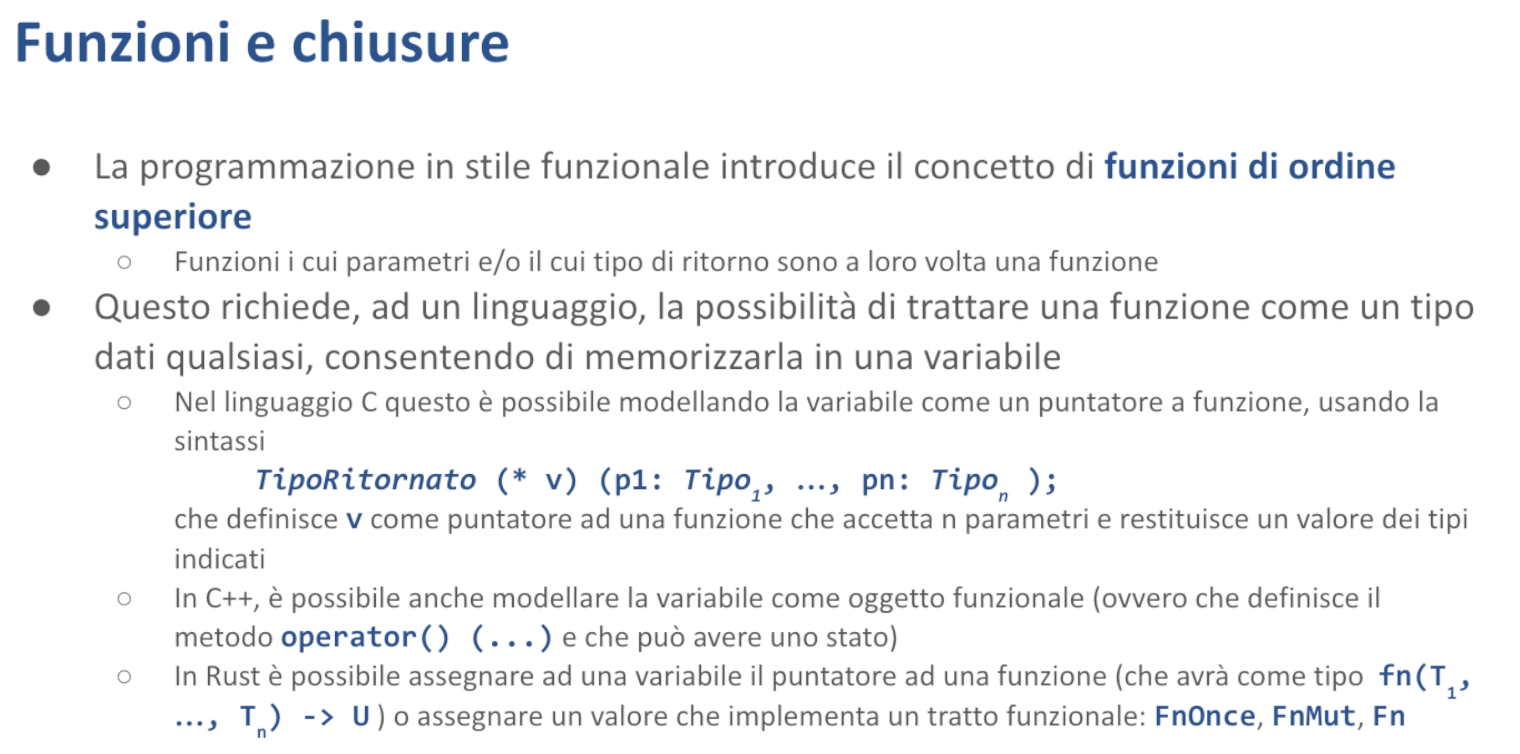 Funzioni e chiusure
● La programmazione in stile funzionale introduce il concetto di funzioni di ordine
superiore
○ Funzioni i cui parametri e/o il cui tipo di ritorno sono a loro volta una funzione
● Questo richiede, ad un linguaggio, la possibilità di trattare una funzione come un tipo
dati qualsiasi, consentendo di memorizzarla in una variabile
○ Nel linguaggio C questo è possibile modellando la variabile come un puntatore a funzione, usando la
sintassi
TipoRitornato (* v) (p1: Tipo₁, …, pn: Tipoₙ );
che definisce v come puntatore ad una funzione che accetta n parametri e restituisce un valore dei tipi
indicati
○ In C++, è possibile anche modellare la variabile come oggetto funzionale (ovvero che definisce il
metodo operator() (...) e che può avere uno stato)
○ In Rust è possibile assegnare ad una variabile il puntatore ad una funzione (che avrà come tipo fn(T₁,
…, Tₙ) -> U) o assegnare un valore che implementa un tratto funzionale: FnOnce, FnMut, Fn